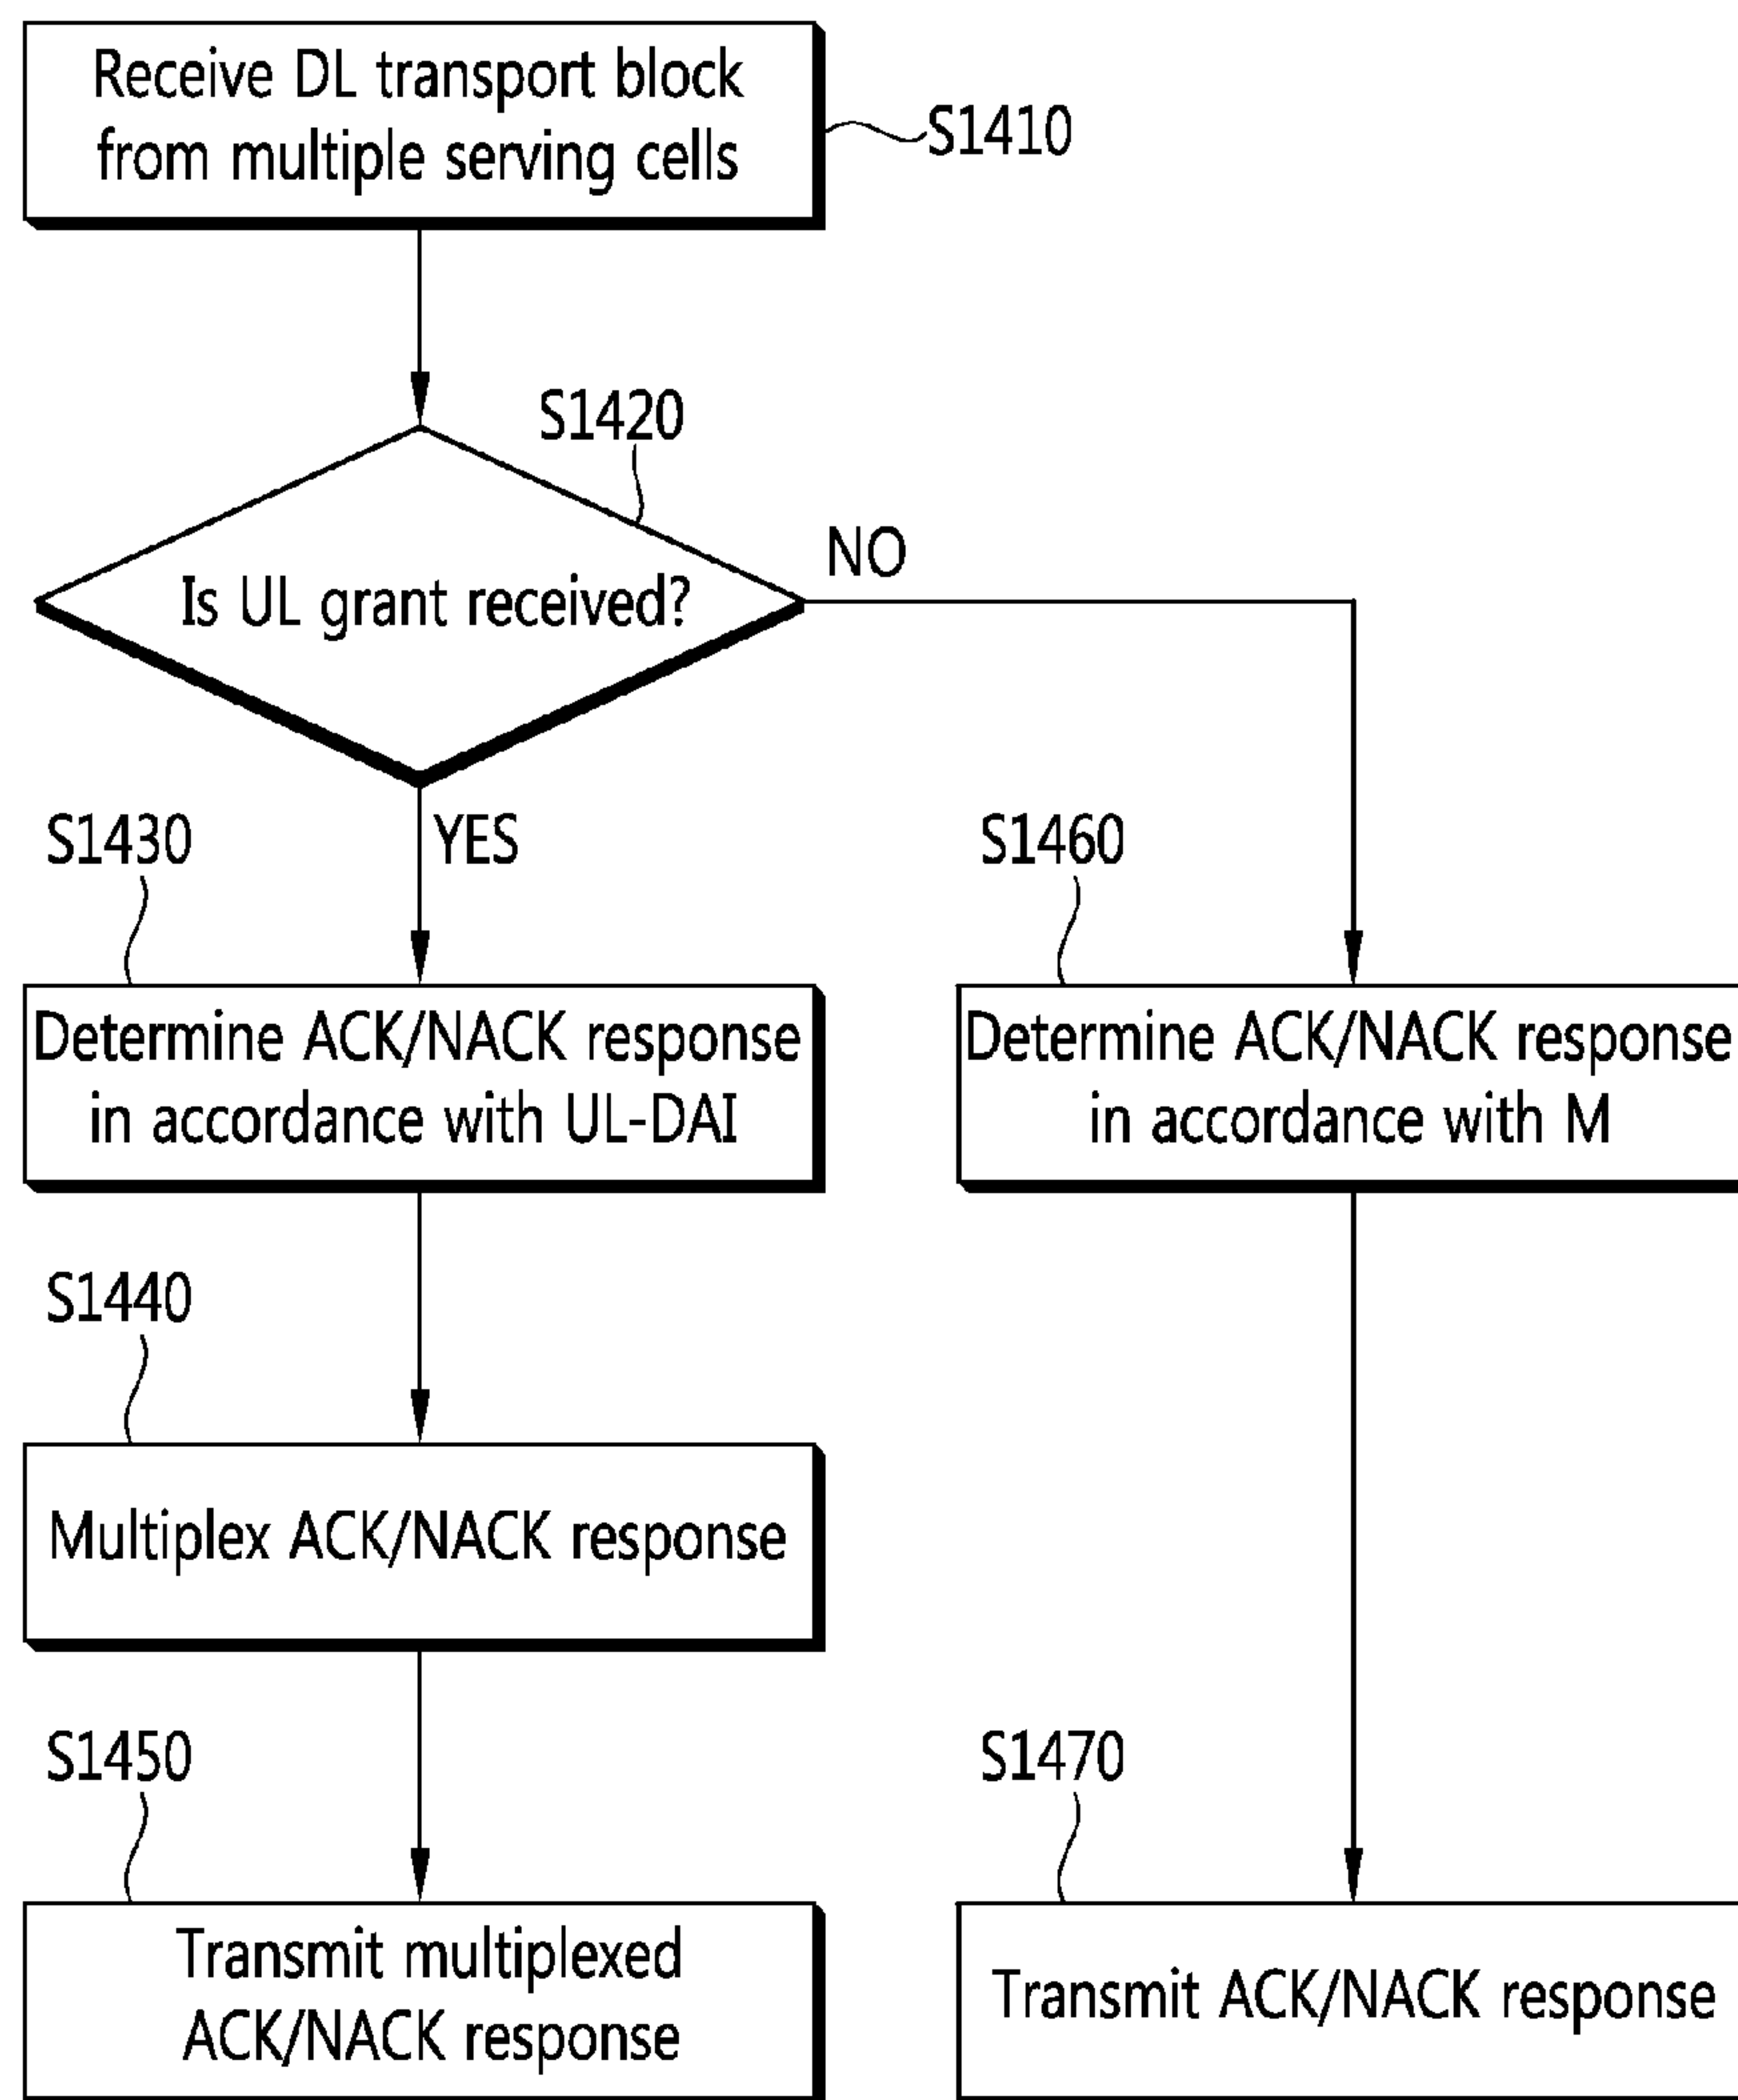 Receive DL transport block
from multiple serving cells
S1410
S1420
Is UL grant received?
NO
YES
S1430
Determine ACK/NACK response
in accordance with UL-DAI
S1460
Determine ACK/NACK response
in accordance with M
S1440
Multiplex ACK/NACK response
S1450
Transmit multiplexed
ACK/NACK response
S1470
Transmit ACK/NACK response